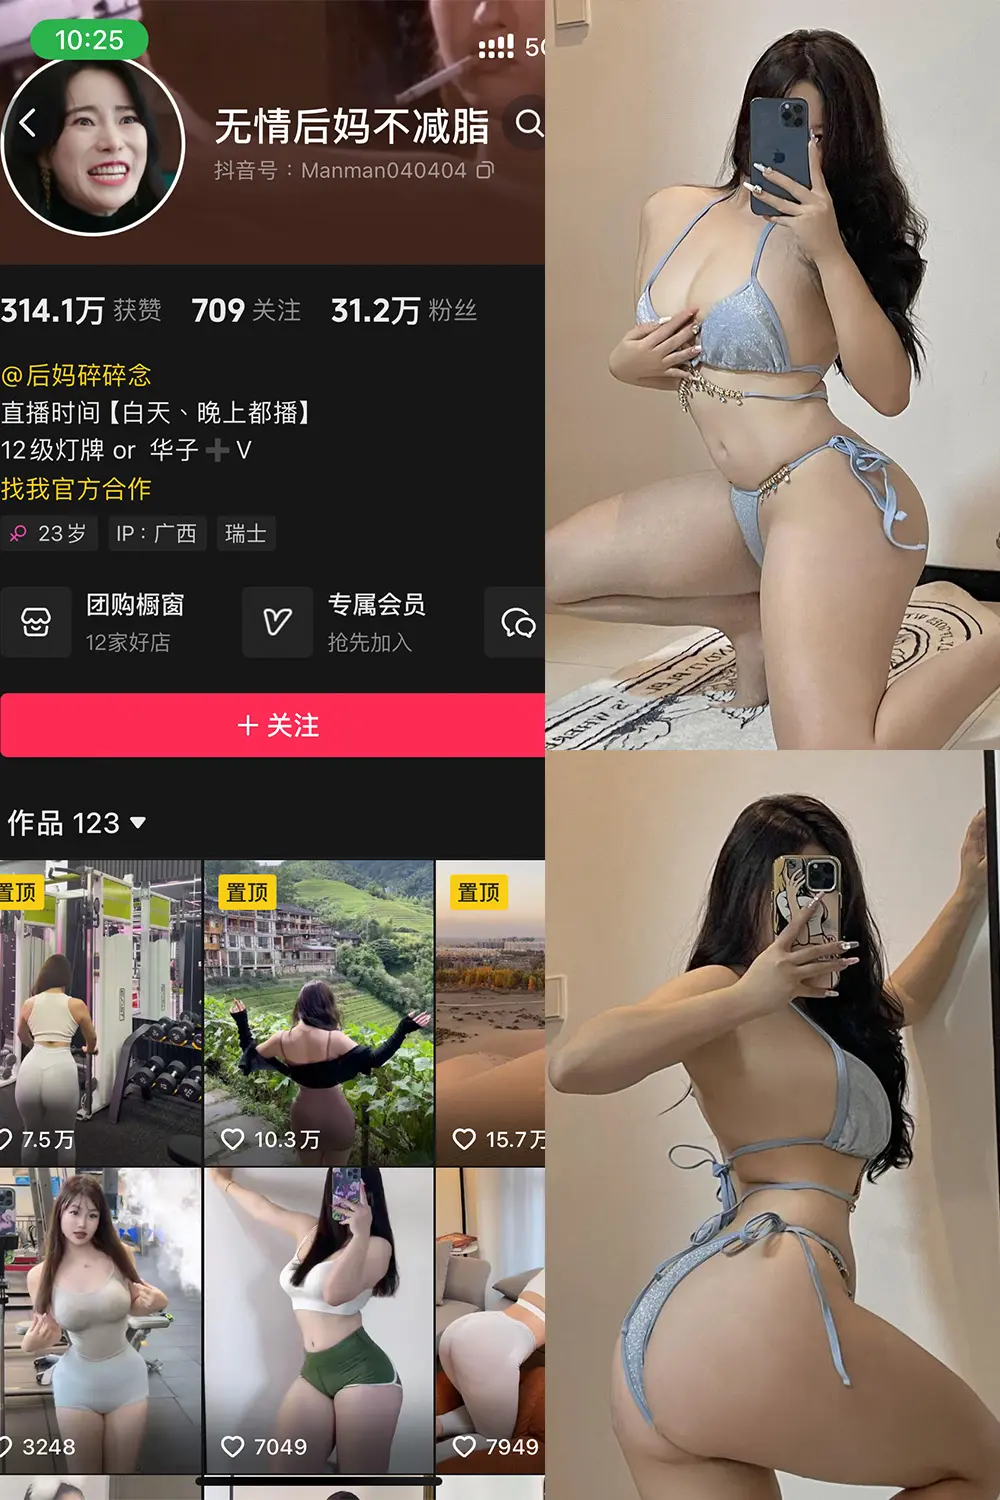 10:25
无情后妈不减脂
抖音号：Manman040404
314.1万 获赞 709 关注 31.2万 粉丝
@后妈碎碎念
直播时间【白天、晚上都播】
12级灯牌 or 华子➕V
找我官方合作
23岁 IP：广西 瑞士
团购橱窗
12家好店
专属会员
抢先加入
＋关注
作品 123
置顶
置顶
置顶
7.5万
10.3万
15.7万
3248
7049
7949